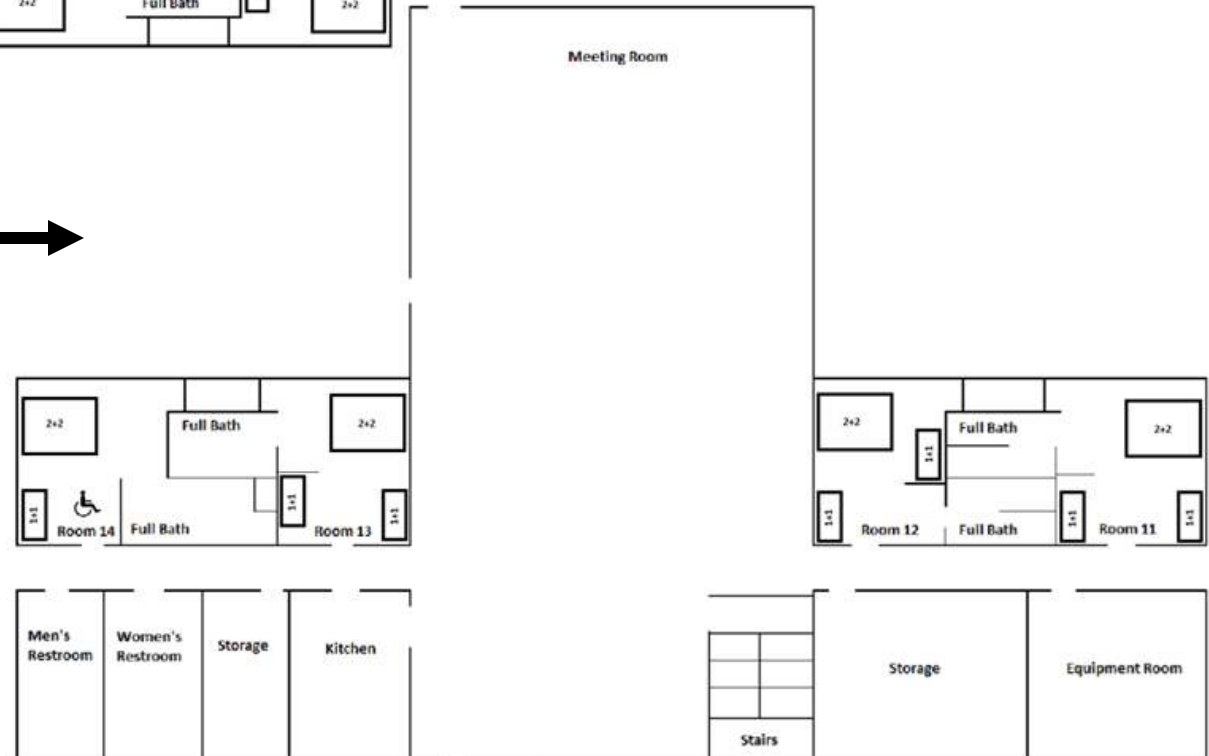 2+2
Full Bath
2+2
Meeting Room
2+2
Full Bath
2+2
1+1
Room 14
Full Bath
1+1
Room 13
1+1
2+2
1+1
Full Bath
2+2
1+1
Room 12
Full Bath
1+1
Room 11
1+1
Men's
Restroom
Women's
Restroom
Storage
Kitchen
Stairs
Storage
Equipment Room